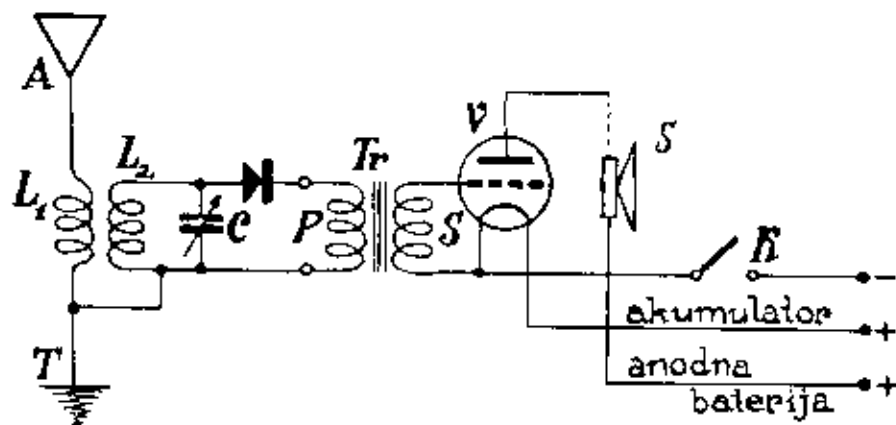 A
L₁
L₂
C
P
Tr
S
V
S
K
−
akumulator +
anodna +
baterija
T